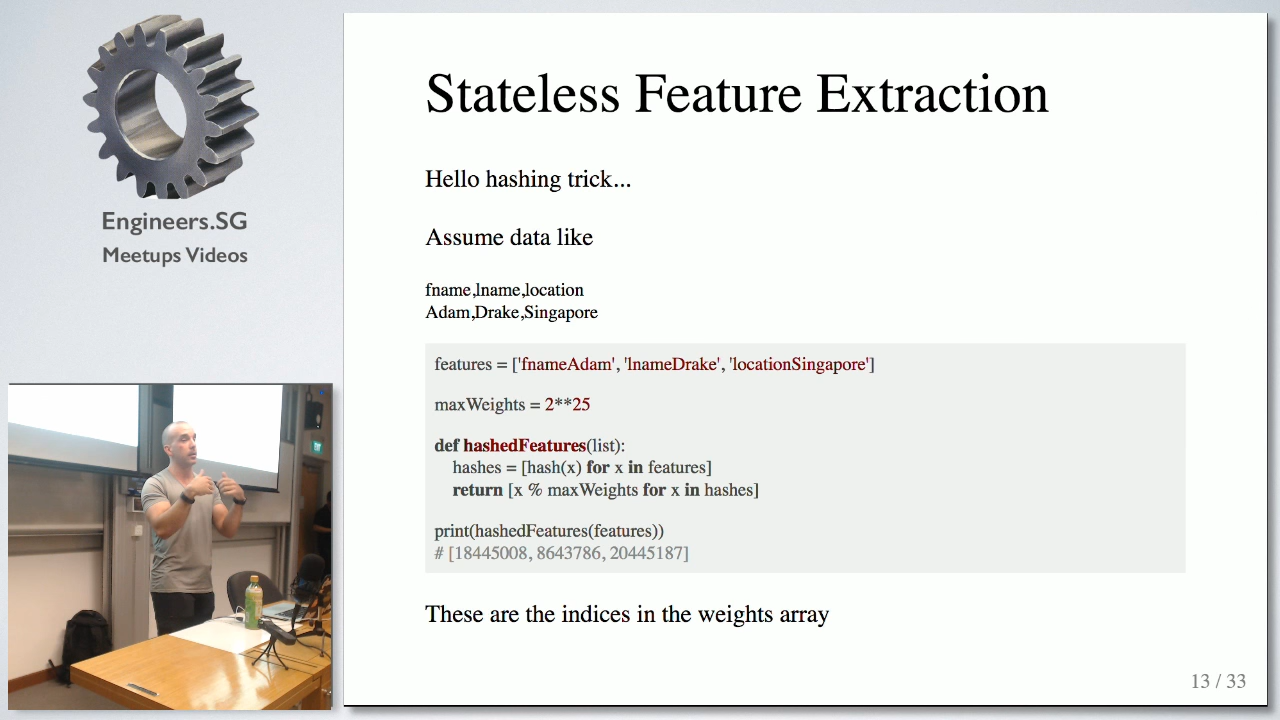 Engineers.SG
Meetups Videos
Stateless Feature Extraction
Hello hashing trick...
Assume data like
fname,lname,location
Adam,Drake,Singapore
features = ['fnameAdam', 'lnameDrake', 'locationSingapore']
maxWeights = 2**25
def hashedFeatures(list):
    hashes = [hash(x) for x in features]
    return [x % maxWeights for x in hashes]
print(hashedFeatures(features))
# [18445008, 8643786, 20445187]
These are the indices in the weights array
13 / 33